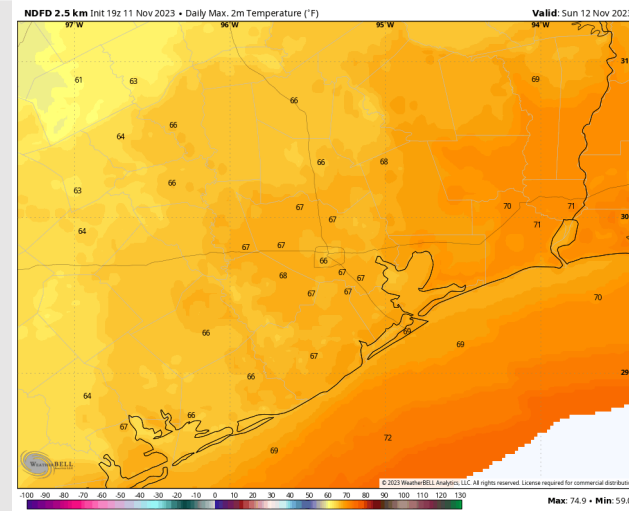 NDFD 2.5 km Init 19z 11 Nov 2023 • Daily Max. 2m Temperature (°F)
Valid: Sun 12 Nov 2023
97°W 96°W 95°W 94°W
31
61 63 69
66
66
64
66 68
66
63
67 70 71
30
67 71
64
67 67
66
68 67 67
67 67
70
66 69
69
67
29
66
64
66
67
72
69
WeatherBELL
© 2023 WeatherBELL Analytics, LLC. All rights reserved. License required for commercial distributio
-100 -90 -80 -70 -60 -50 -40 -30 -20 -10 0 10 20 30 40 50 60 70 80 90 100 110 120 130
Max: 74.9 • Min: 59.0